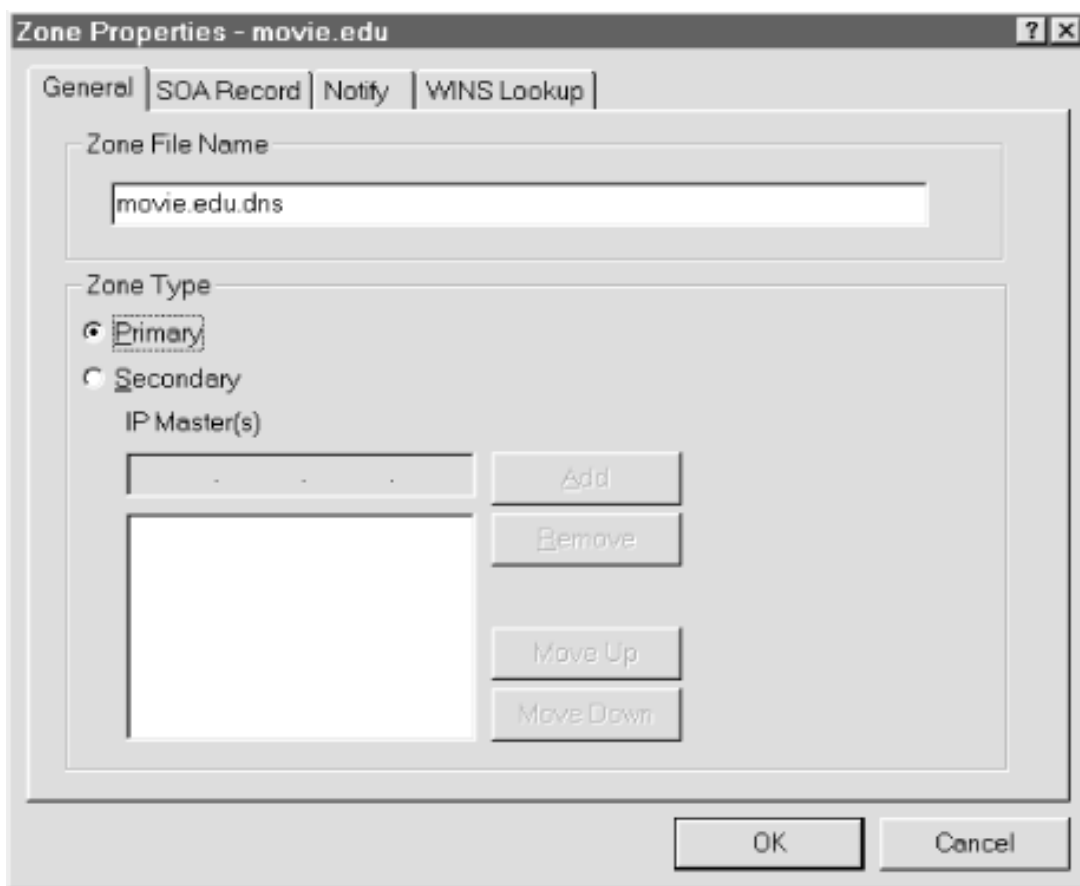 Zone Properties - movie.edu
General SOA Record Notify WINS Lookup
Zone File Name
movie.edu.dns
Zone Type
Primary
Secondary
IP Master(s)
. . . Add
Remove
Move Up
Move Down
OK Cancel